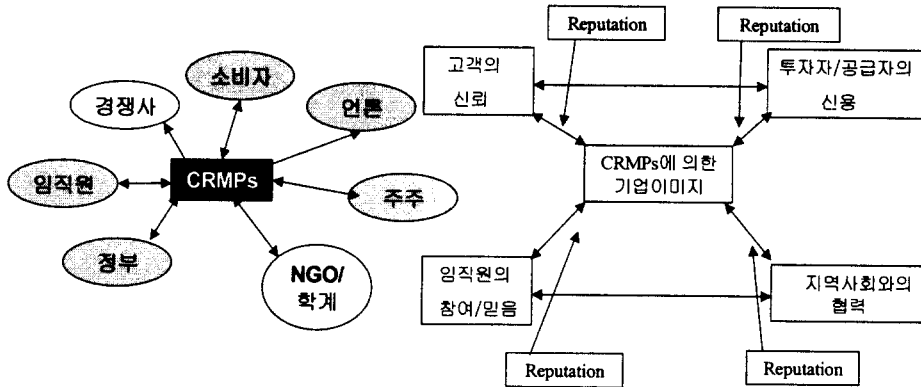 소비자
경쟁사
언론
CRMPs
임직원
주주
정부
NGO/
학계
Reputation
Reputation
고객의
신뢰
투자자/공급자의
신용
CRMPs에 의한
기업이미지
임직원의
참여/믿음
지역사회와의
협력
Reputation
Reputation